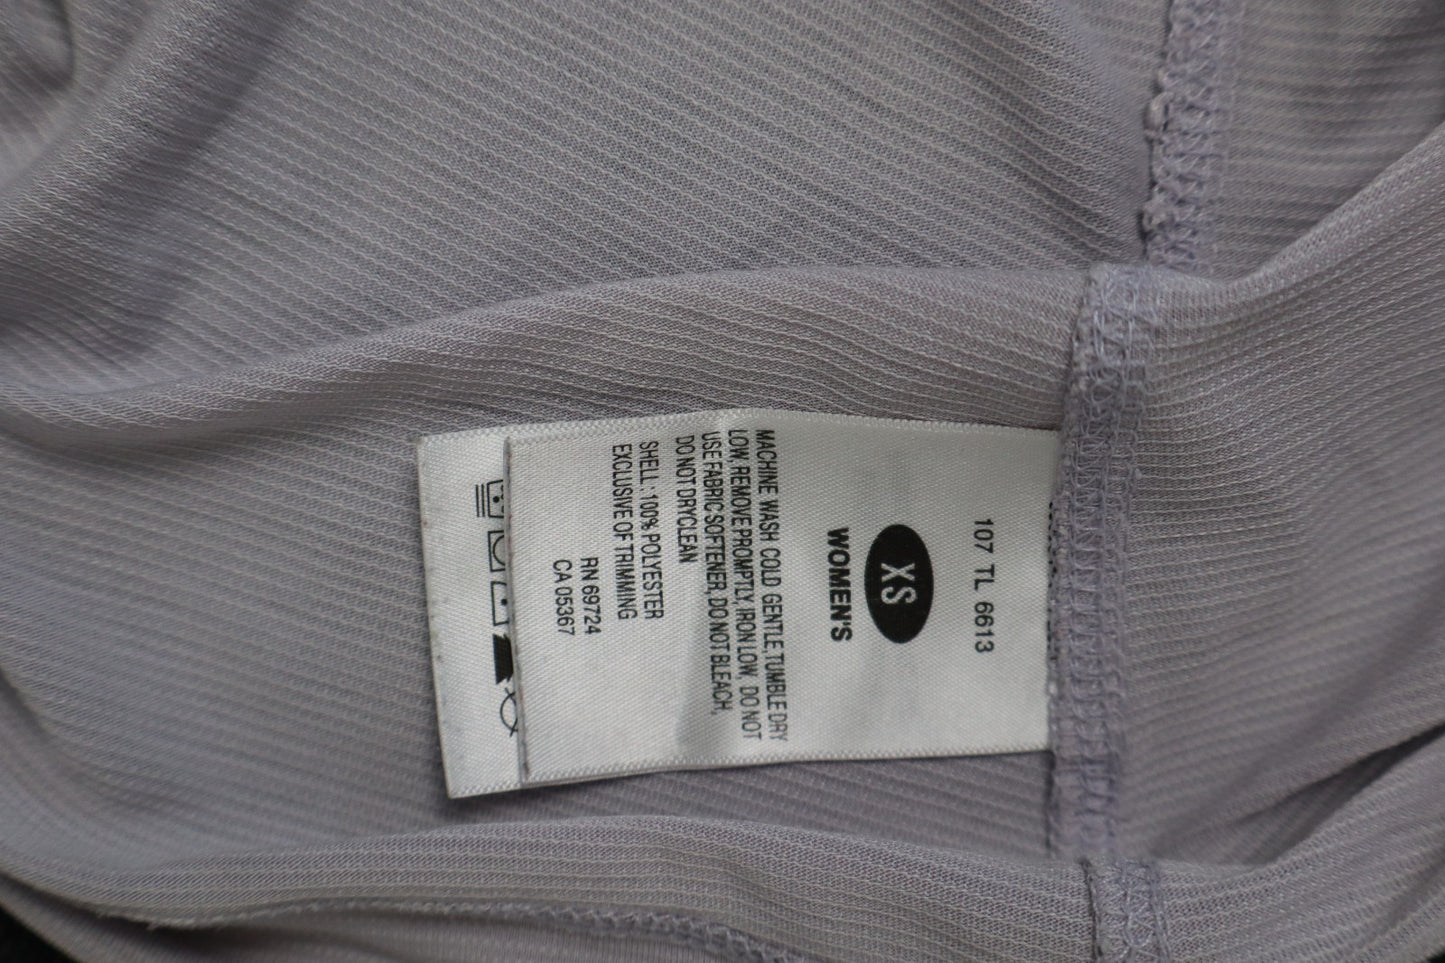 107 TL 6613
XS
WOMEN'S
MACHINE WASH COLD GENTLE, TUMBLE DRY
LOW, REMOVE PROMPTLY, IRON LOW, DO NOT
USE FABRIC SOFTENER, DO NOT BLEACH,
DO NOT DRYCLEAN
SHELL : 100% POLYESTER
EXCLUSIVE OF TRIMMING
RN 69724
CA 05367